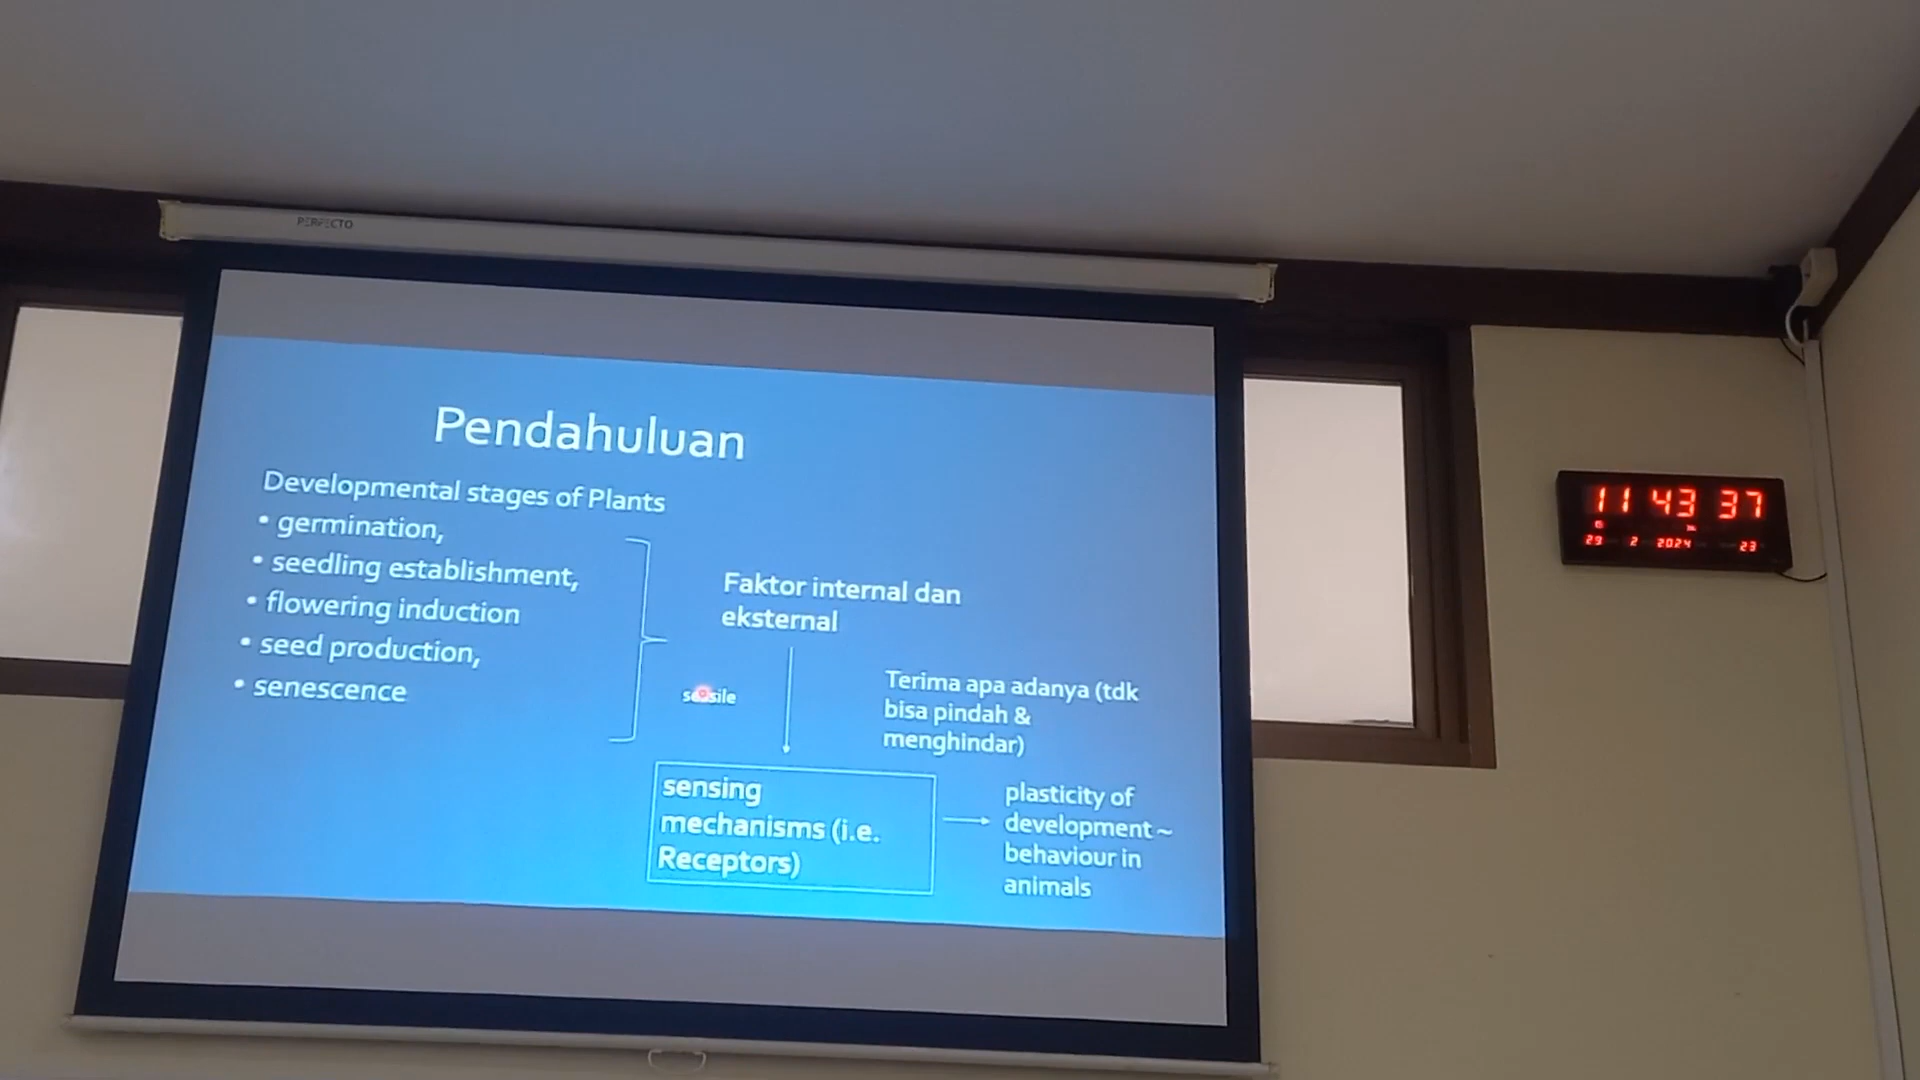 PERFECTO
Pendahuluan
Developmental stages of Plants
• germination,
• seedling establishment,
• flowering induction
• seed production,
• senescence
Faktor internal dan
eksternal
sessile
Terima apa adanya (tdk
bisa pindah &
menghindar)
sensing
mechanisms (i.e.
Receptors)
plasticity of
development ~
behaviour in
animals
11 43 37
29 2 2024 23